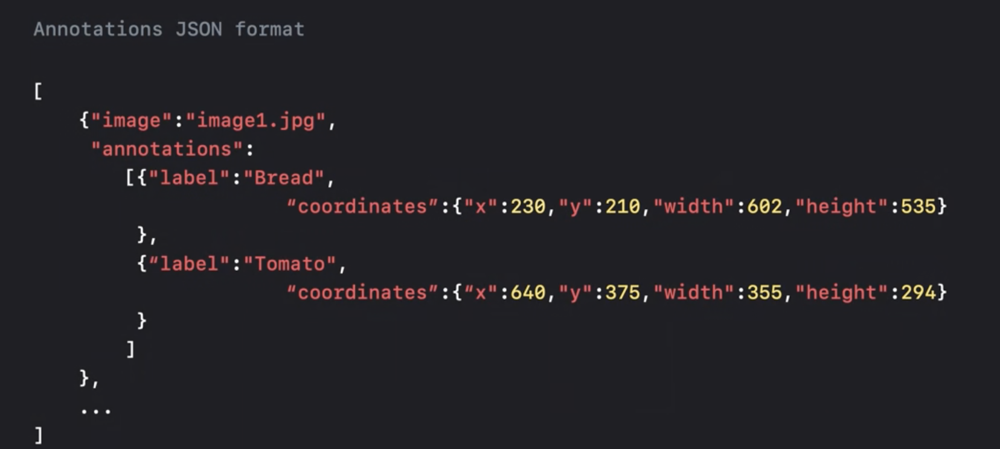 Annotations JSON format
[
{"image":"image1.jpg",
"annotations":
[{"label":"Bread",
“coordinates”:{"x":230,"y":210,"width":602,"height":535}
},
{“label":"Tomato",
“coordinates”:{“x":640,"y":375,"width":355,"height":294}
}
]
},
...
]